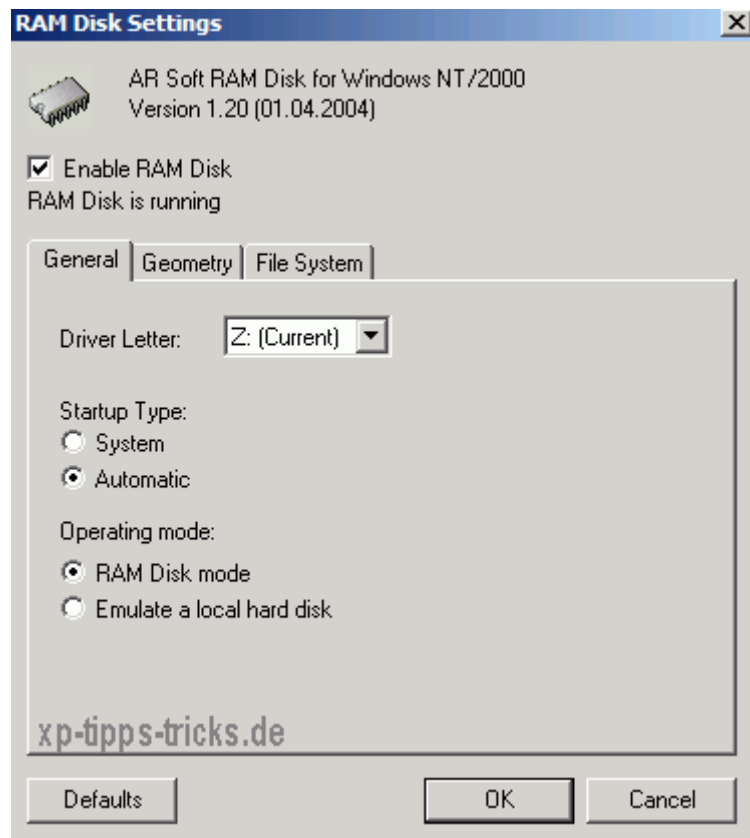 RAM Disk Settings
AR Soft RAM Disk for Windows NT/2000
Version 1.20 (01.04.2004)
Enable RAM Disk
RAM Disk is running
General Geometry File System
Driver Letter: Z: (Current)
Startup Type:
System
Automatic
Operating mode:
RAM Disk mode
Emulate a local hard disk
xp-tipps-tricks.de
Defaults OK Cancel